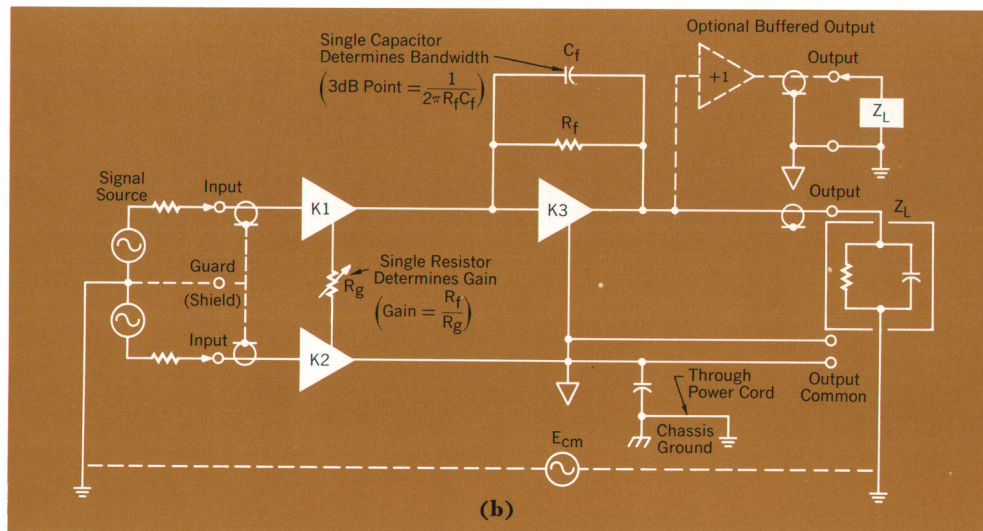 Optional Buffered Output
Single Capacitor
Determines Bandwidth
(3dB Point = 1/2πRfCf)
Cf
Rf
+1
Output
ZL
Signal
Source
Input
K1
K3
Output
ZL
Guard
(Shield)
Rg
Single Resistor
Determines Gain
(Gain = Rf/Rg)
Input
K2
Through
Power Cord
Output
Common
Chassis
Ground
Ecm
(b)